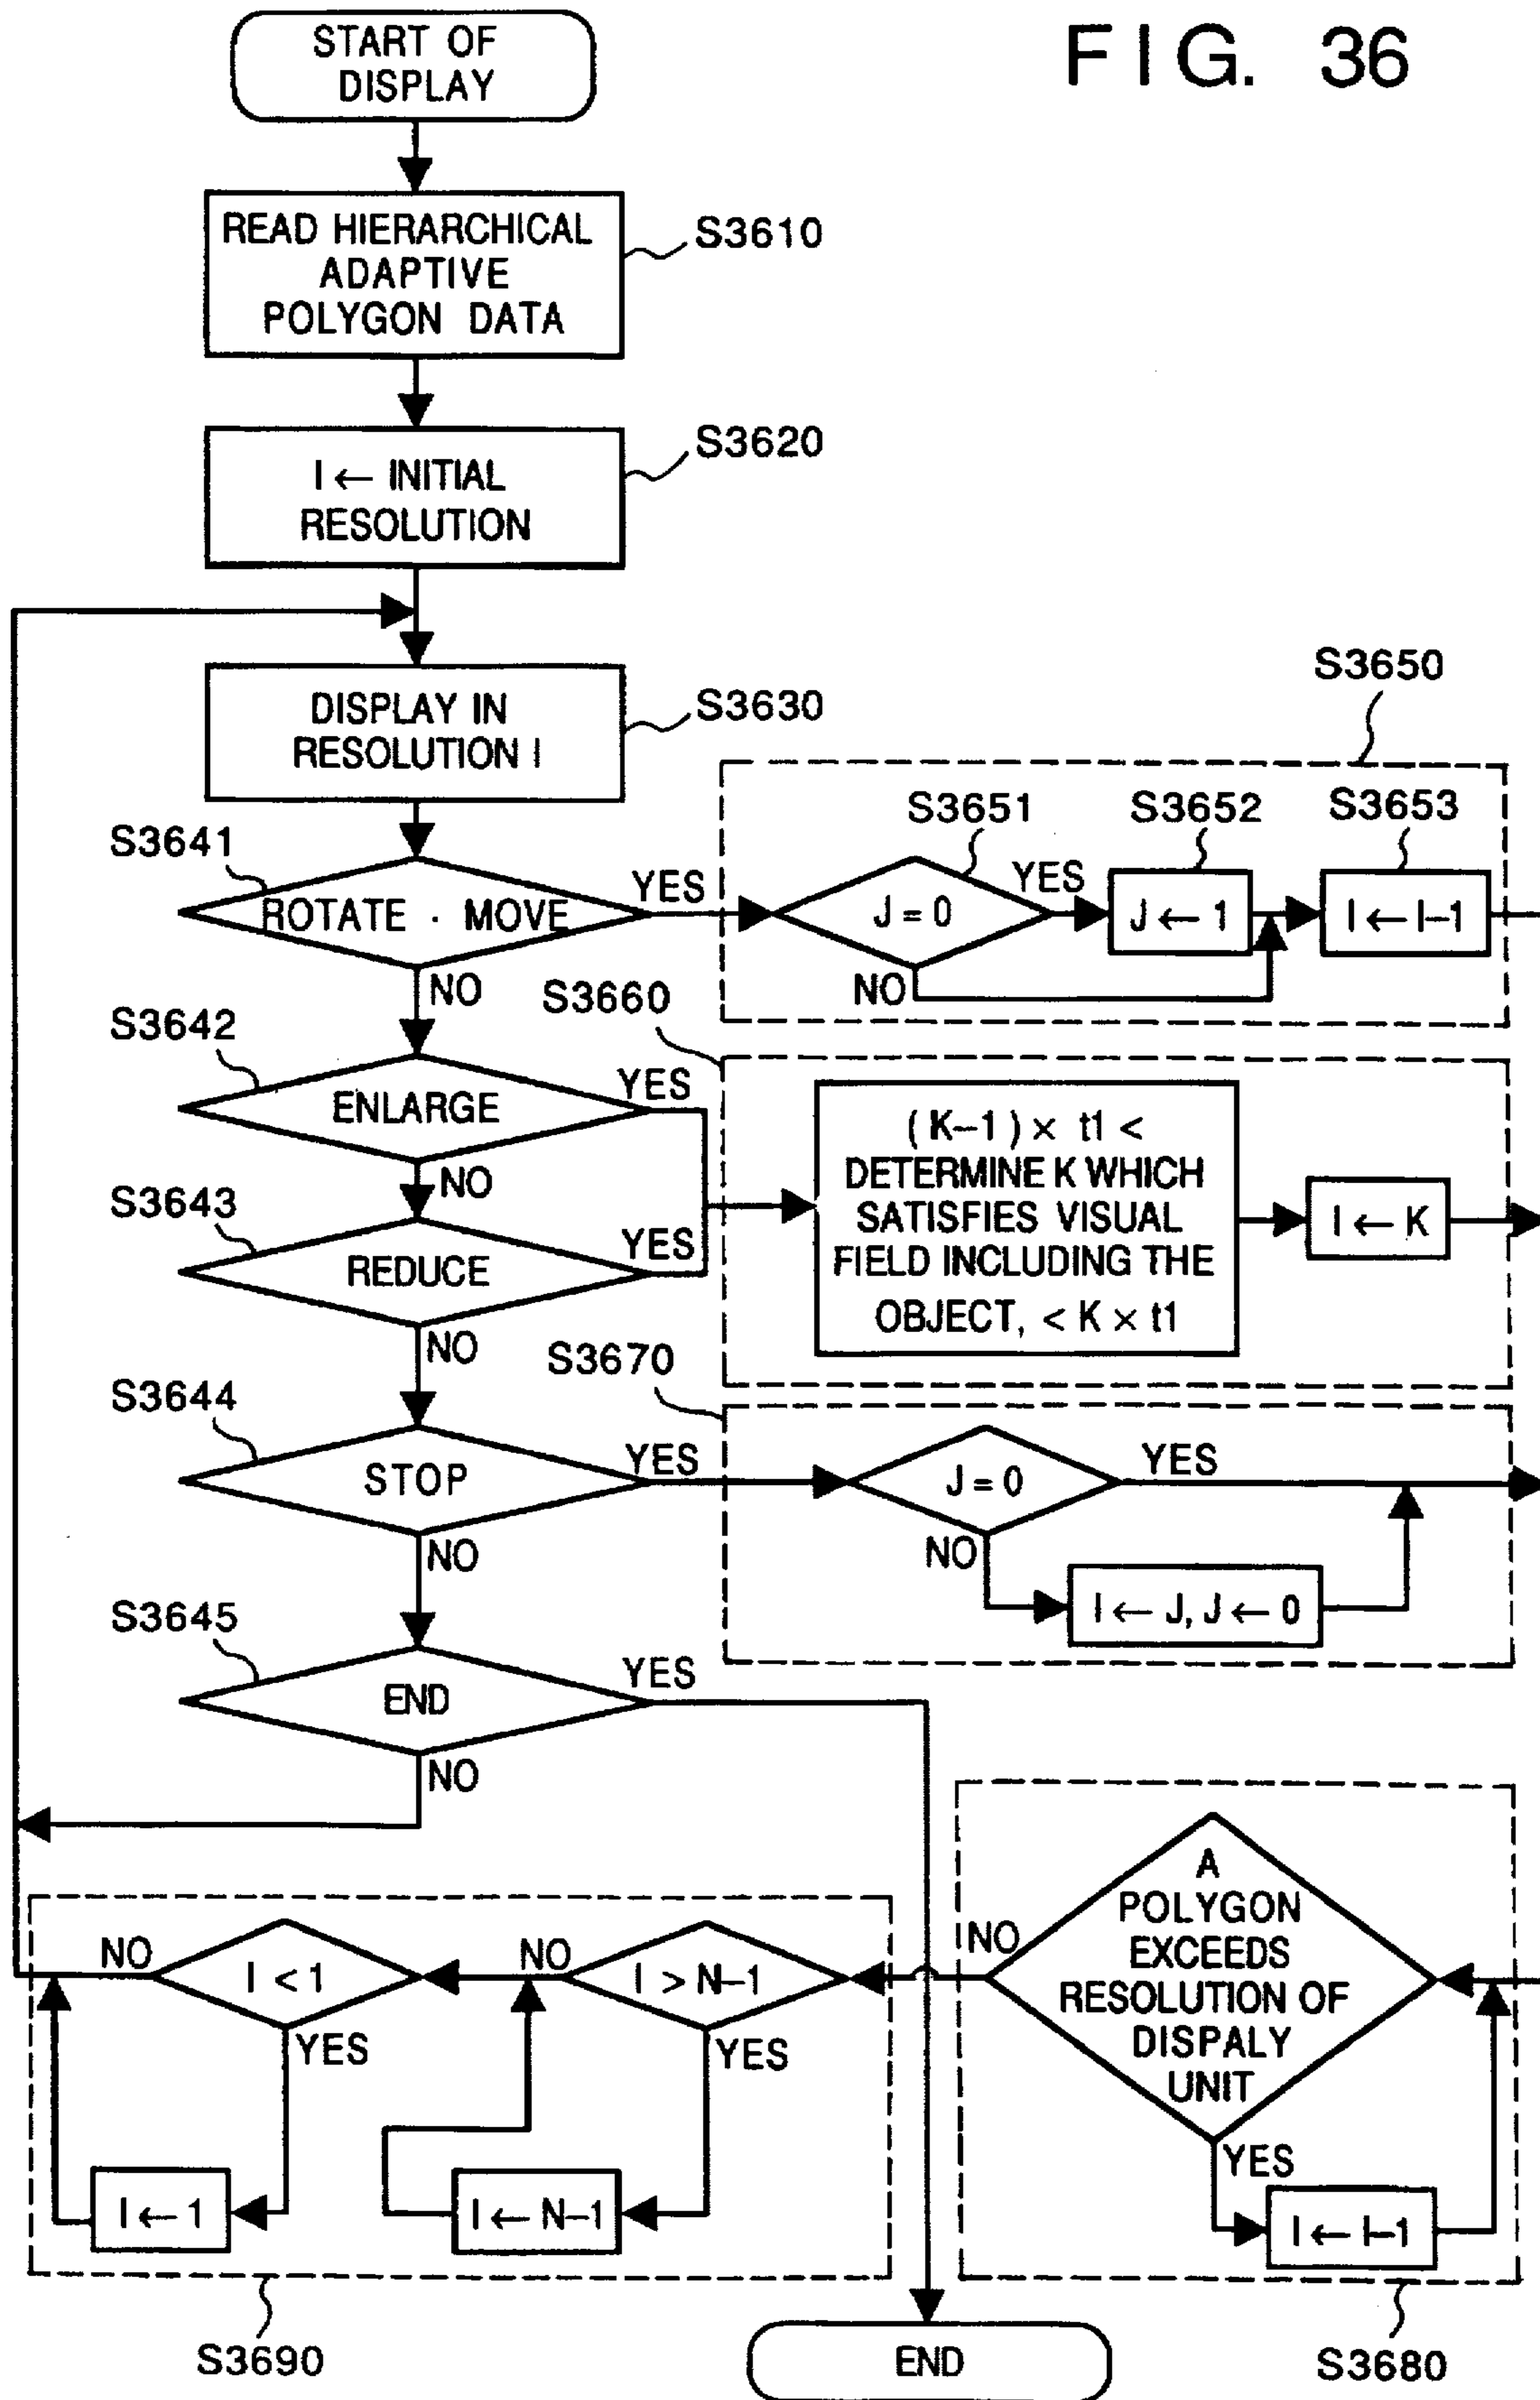 FIG. 36
START OF
DISPLAY
READ HIERARCHICAL
ADAPTIVE
POLYGON DATA
S3610
I ← INITIAL
RESOLUTION
S3620
DISPLAY IN
RESOLUTION I
S3630
S3650
S3641
ROTATE · MOVE
YES
NO
S3651
J = 0
YES
NO
S3652
J ← 1
S3653
I ← I–1
S3660
S3642
ENLARGE
YES
NO
S3643
REDUCE
YES
NO
( K–1 ) × t1 <
DETERMINE K WHICH
SATISFIES VISUAL
FIELD INCLUDING THE
OBJECT, < K × t1
I ← K
S3670
S3644
STOP
YES
NO
J = 0
YES
NO
I ← J, J ← 0
S3645
END
YES
NO
A
POLYGON
EXCEEDS
RESOLUTION OF
DISPALY
UNIT
NO
YES
I ← I–1
S3680
I > N–1
NO
YES
I ← N–1
I < 1
NO
YES
I ← 1
S3690
END